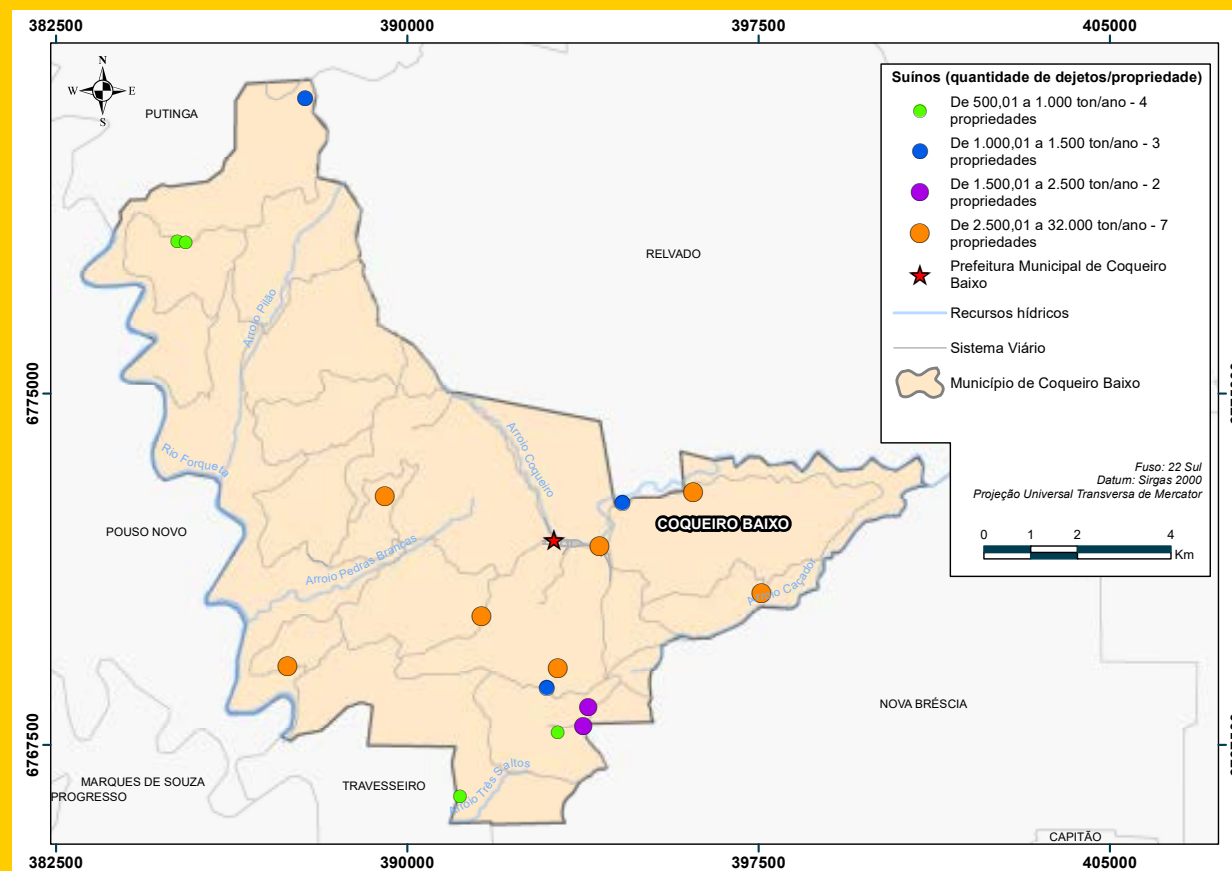 382500
390000
397500
405000
N
W
E
S
PUTINGA
RELVADO
Suínos (quantidade de dejetos/propriedade)
De 500,01 a 1.000 ton/ano - 4
propriedades
De 1.000,01 a 1.500 ton/ano - 3
propriedades
De 1.500,01 a 2.500 ton/ano - 2
propriedades
De 2.500,01 a 32.000 ton/ano - 7
propriedades
Prefeitura Municipal de Coqueiro
Baixo
Recursos hídricos
Sistema Viário
Município de Coqueiro Baixo
Fuso: 22 Sul
Datum: Sirgas 2000
Projeção Universal Transversa de Mercator
0 1 2 4
Km
6775000
Arroio Pilão
Arroio Coqueiro
Rio Forqueta
POUSO NOVO
COQUEIRO BAIXO
Arroio Pedras Brancas
Arroio Caçador
NOVA BRÉSCIA
6767500
MARQUES DE SOUZA
PROGRESSO
TRAVESSEIRO
Arroio Três Saltos
CAPITÃO
382500
390000
397500
405000